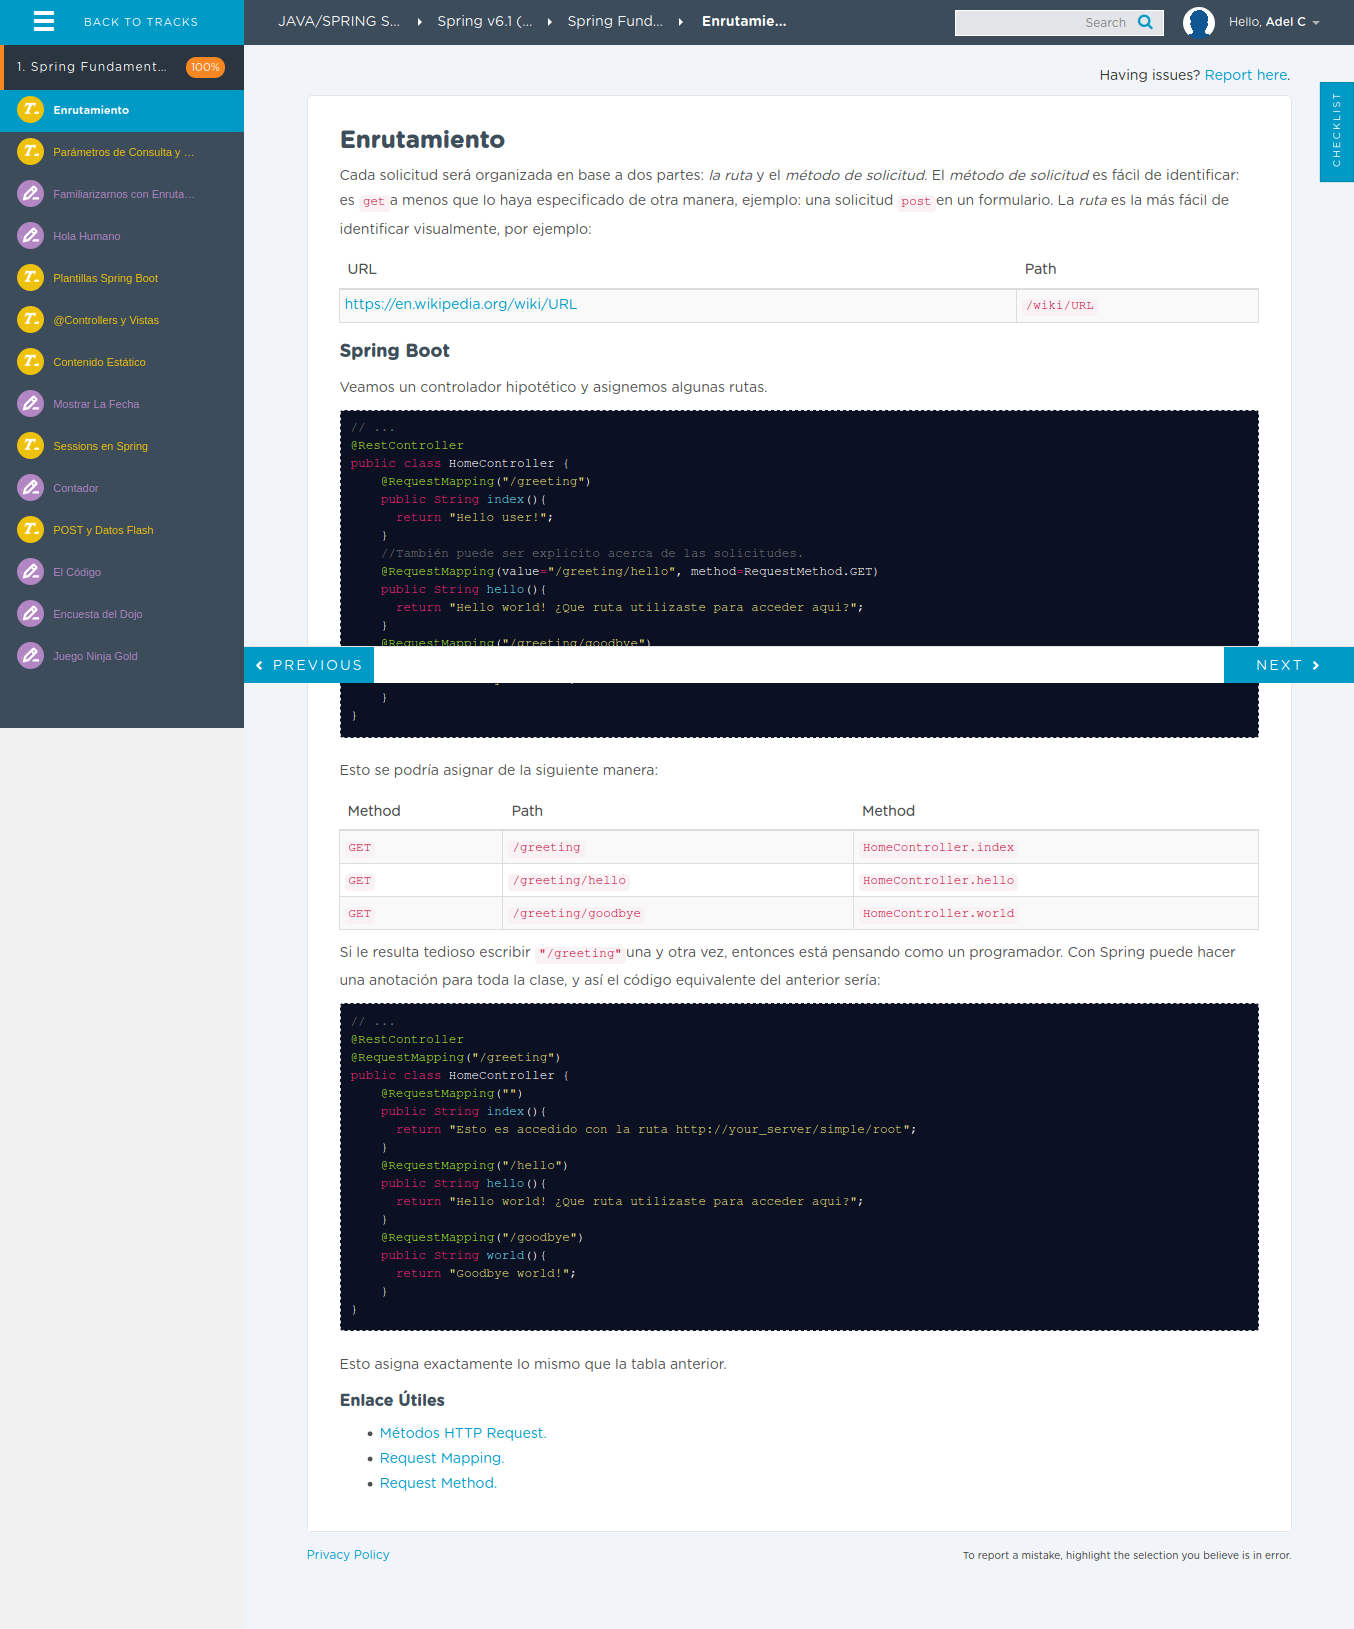 BACK TO TRACKS
JAVA/SPRING S...
Spring v6.1 (...
Spring Fund...
Enrutamie...
Search
Hello, Adel C
1. Spring Fundament...
100%
Enrutamiento
Parámetros de Consulta y ...
Familiarizarnos con Enruta...
Hola Humano
Plantillas Spring Boot
@Controllers y Vistas
Contenido Estático
Mostrar La Fecha
Sessions en Spring
Contador
POST y Datos Flash
El Código
Encuesta del Dojo
Juego Ninja Gold
Having issues? Report here.
CHECKLIST
Enrutamiento
Cada solicitud será organizada en base a dos partes: la ruta y el método de solicitud. El método de solicitud es fácil de identificar:
es get a menos que lo haya especificado de otra manera, ejemplo: una solicitud post en un formulario. La ruta es la más fácil de
identificar visualmente, por ejemplo:
URL Path
https://en.wikipedia.org/wiki/URL /wiki/URL
Spring Boot
Veamos un controlador hipotético y asignemos algunas rutas.
// ...
@RestController
public class HomeController {
@RequestMapping("/greeting")
public String index(){
return "Hello user!";
}
//También puede ser explícito acerca de las solicitudes.
@RequestMapping(value="/greeting/hello", method=RequestMethod.GET)
public String hello(){
return "Hello world! ¿Que ruta utilizaste para acceder aqui?";
}
@RequestMapping("/greeting/goodbye")
PREVIOUS
NEXT
}
}
Esto se podría asignar de la siguiente manera:
Method Path Method
GET /greeting HomeController.index
GET /greeting/hello HomeController.hello
GET /greeting/goodbye HomeController.world
Si le resulta tedioso escribir "/greeting" una y otra vez, entonces está pensando como un programador. Con Spring puede hacer
una anotación para toda la clase, y así el código equivalente del anterior sería:
// ...
@RestController
@RequestMapping("/greeting")
public class HomeController {
@RequestMapping("")
public String index(){
return "Esto es accedido con la ruta http://your_server/simple/root";
}
@RequestMapping("/hello")
public String hello(){
return "Hello world! ¿Que ruta utilizaste para acceder aqui?";
}
@RequestMapping("/goodbye")
public String world(){
return "Goodbye world!";
}
}
Esto asigna exactamente lo mismo que la tabla anterior.
Enlace Útiles
Métodos HTTP Request.
Request Mapping.
Request Method.
Privacy Policy
To report a mistake, highlight the selection you believe is in error.